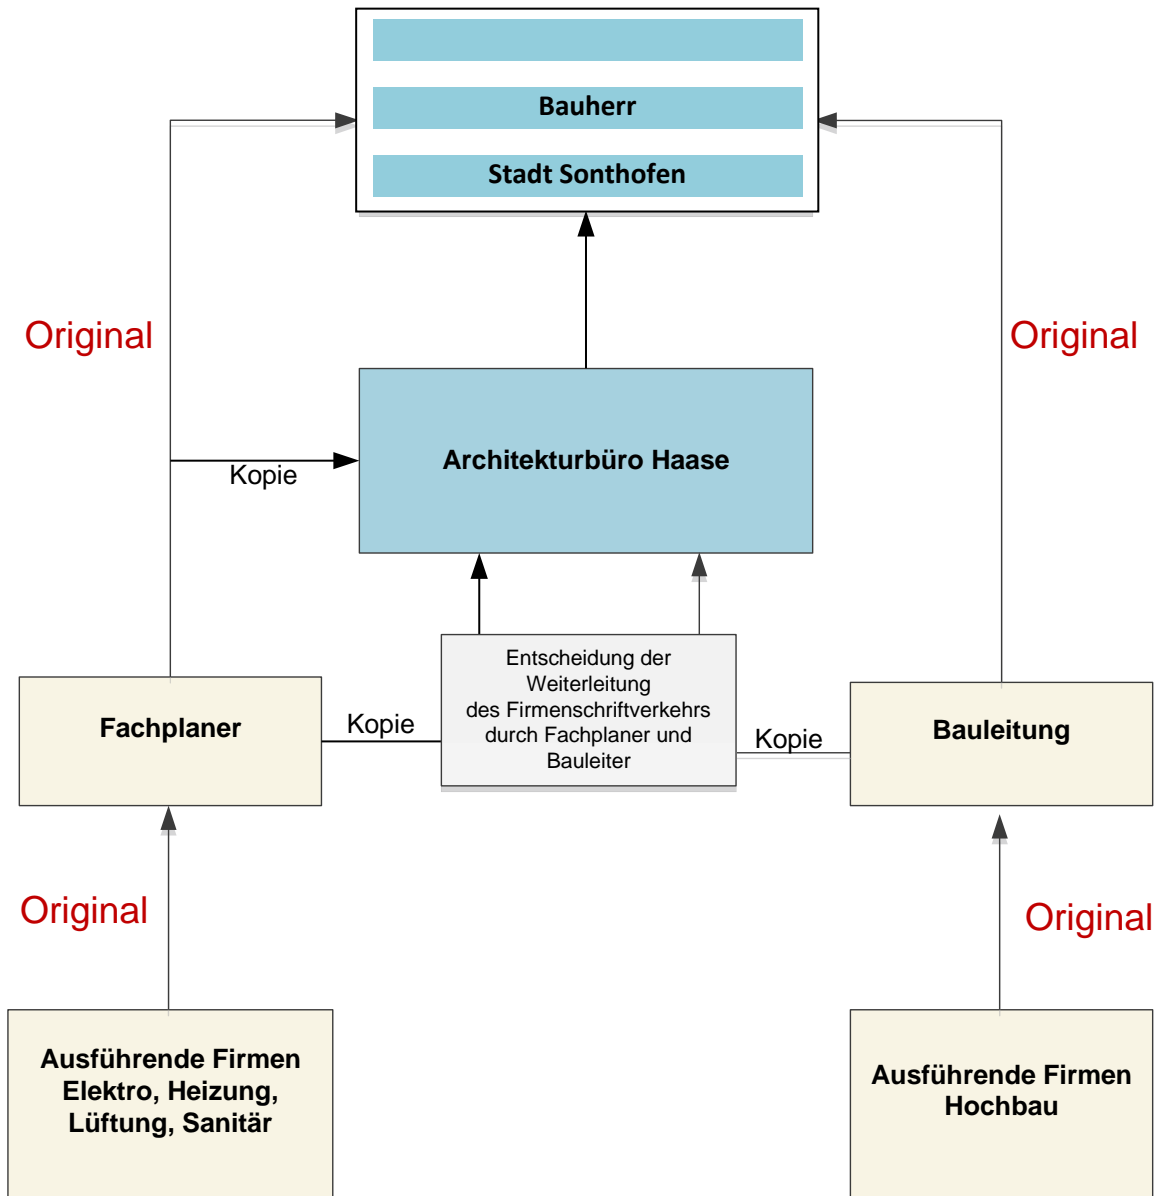 Bauherr
Stadt Sonthofen
Original
Original
Architekturbüro Haase
Kopie
Entscheidung der
Weiterleitung
des Firmenschriftverkehrs
durch Fachplaner und
Bauleiter
Fachplaner
Kopie
Kopie
Bauleitung
Original
Original
Ausführende Firmen
Elektro, Heizung,
Lüftung, Sanitär
Ausführende Firmen
Hochbau